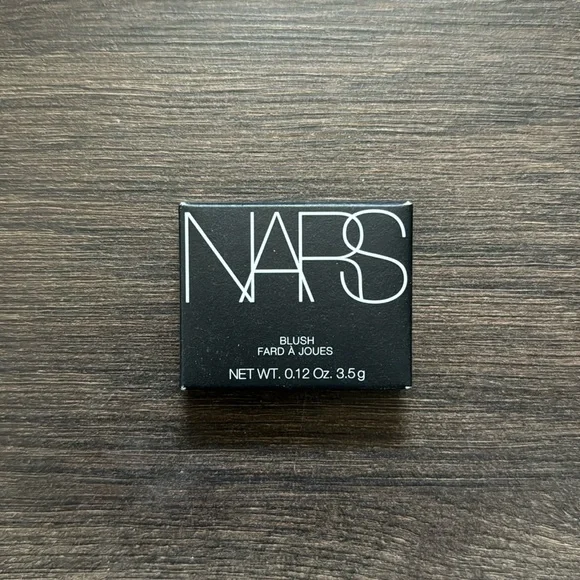 NARS
BLUSH
FARD À JOUES
NET WT. 0.12 Oz. 3.5 g